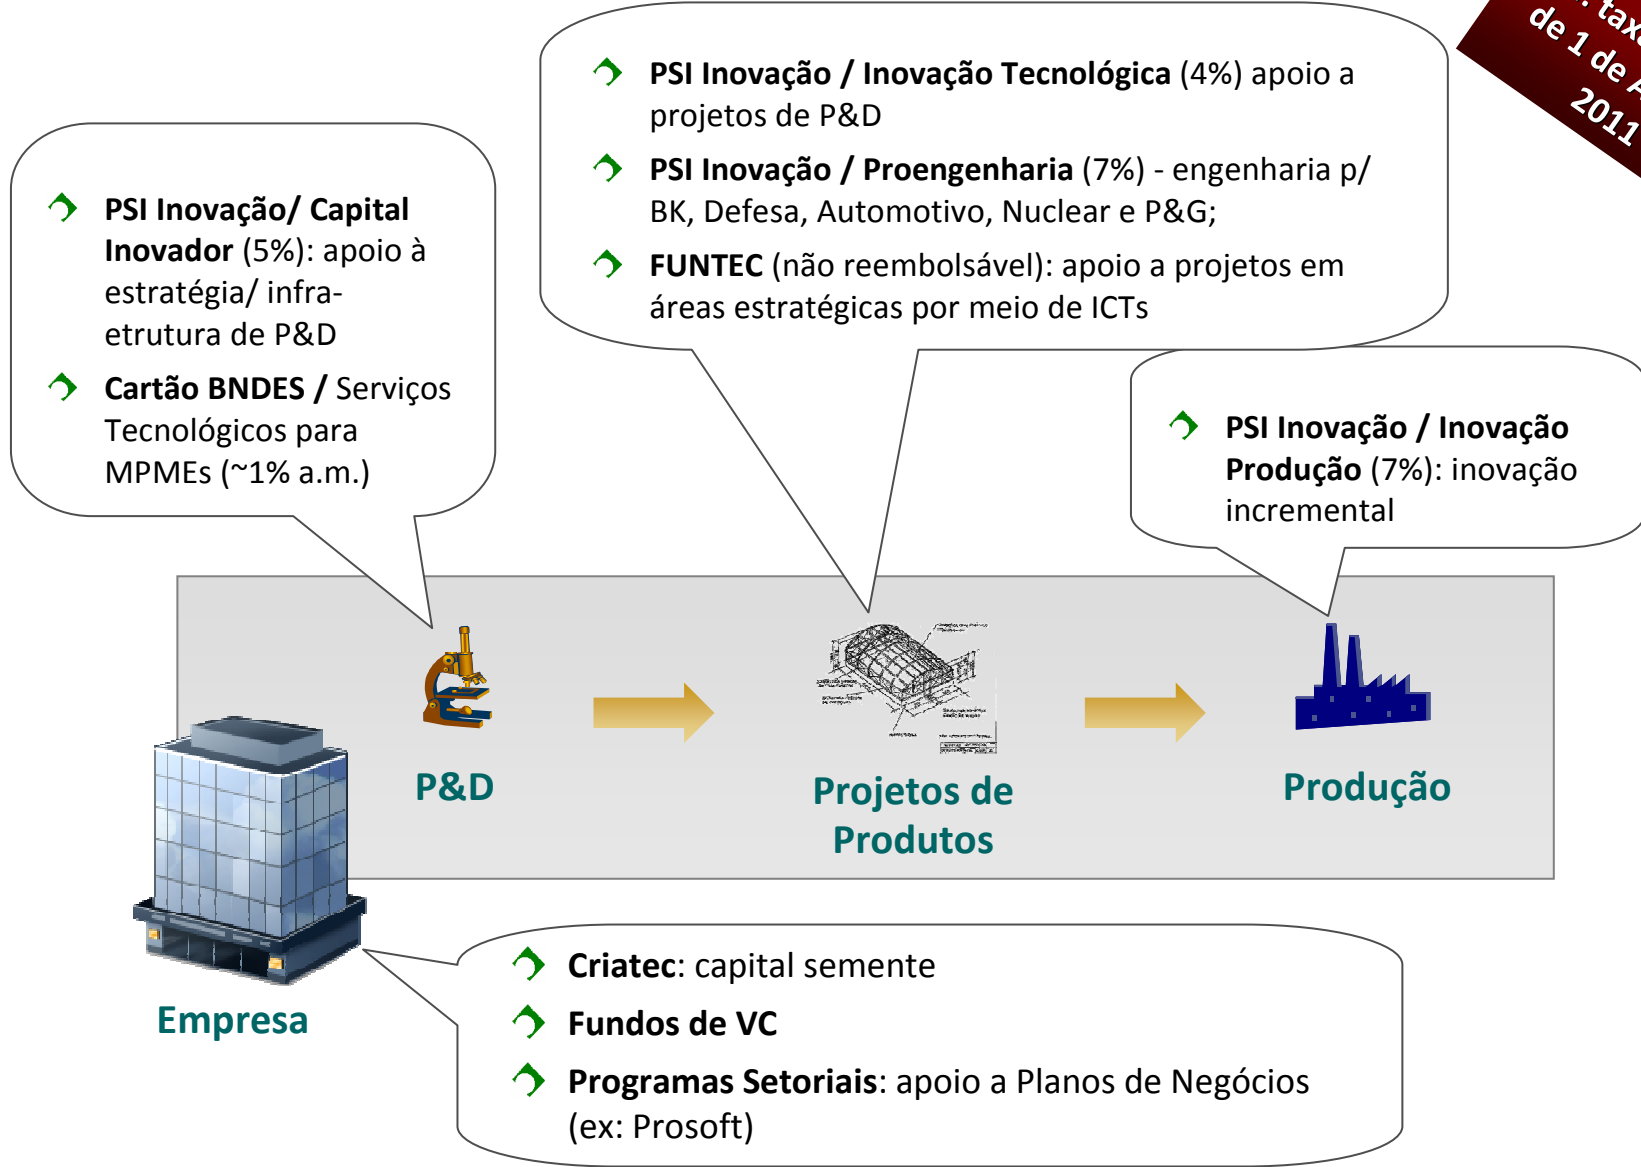 taxa
de 1 de A
2011
PSI Inovação / Inovação Tecnológica (4%) apoio a
projetos de P&D
PSI Inovação / Proengenharia (7%) - engenharia p/
BK, Defesa, Automotivo, Nuclear e P&G;
FUNTEC (não reembolsável): apoio a projetos em
áreas estratégicas por meio de ICTs
PSI Inovação/ Capital
Inovador (5%): apoio à
estratégia/ infra-
etrutura de P&D
Cartão BNDES / Serviços
Tecnológicos para
MPMEs (~1% a.m.)
PSI Inovação / Inovação
Produção (7%): inovação
incremental
P&D
Projetos de
Produtos
Produção
Empresa
Criatec: capital semente
Fundos de VC
Programas Setoriais: apoio a Planos de Negócios
(ex: Prosoft)